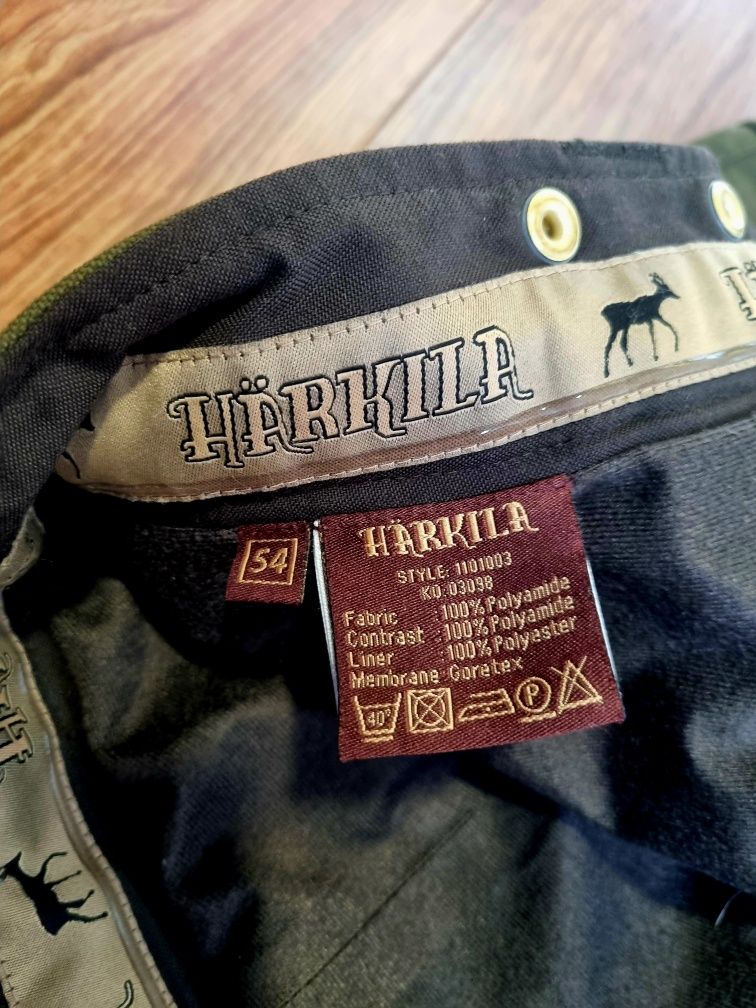 HÄRKILA
54
HÄRKILA
STYLE: 1101003
KO: 03098
Fabric : 100% Polyamide
Contrast : 100% Polyamide
Liner : 100% Polyester
Membrane: Goretex
40°
P